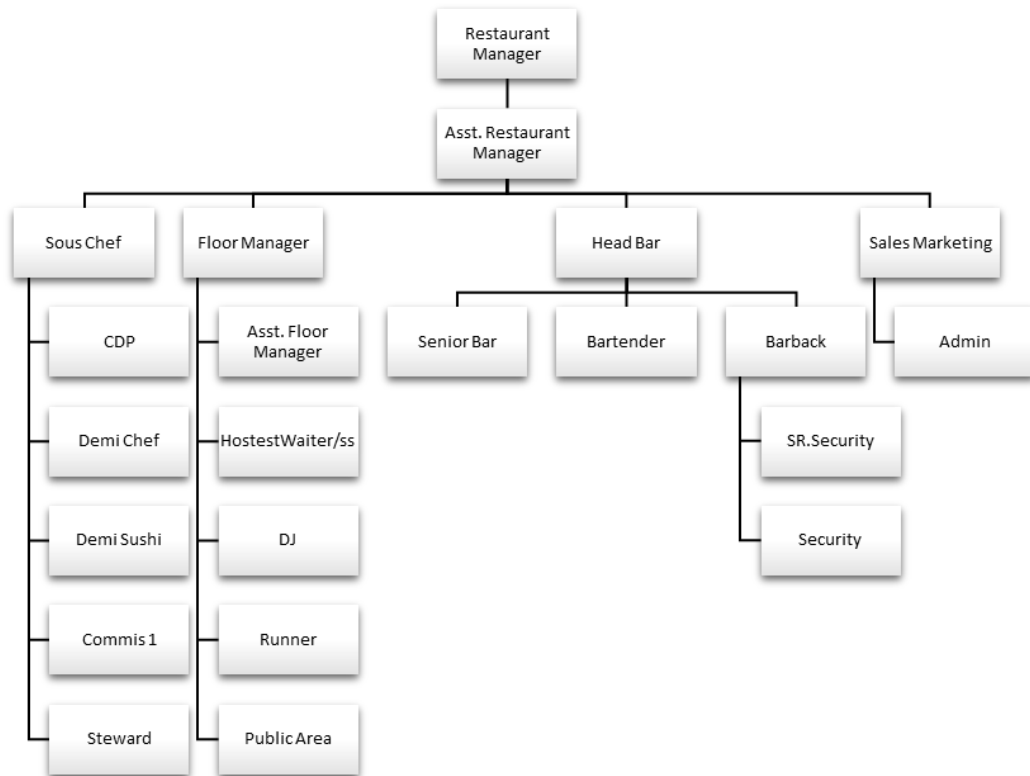 Restaurant
Manager
Asst. Restaurant
Manager
Sous Chef
Floor Manager
Head Bar
Sales Marketing
CDP
Asst. Floor
Manager
Senior Bar
Bartender
Barback
Admin
Demi Chef
HostestWaiter/ss
SR.Security
Demi Sushi
DJ
Security
Commis 1
Runner
Steward
Public Area